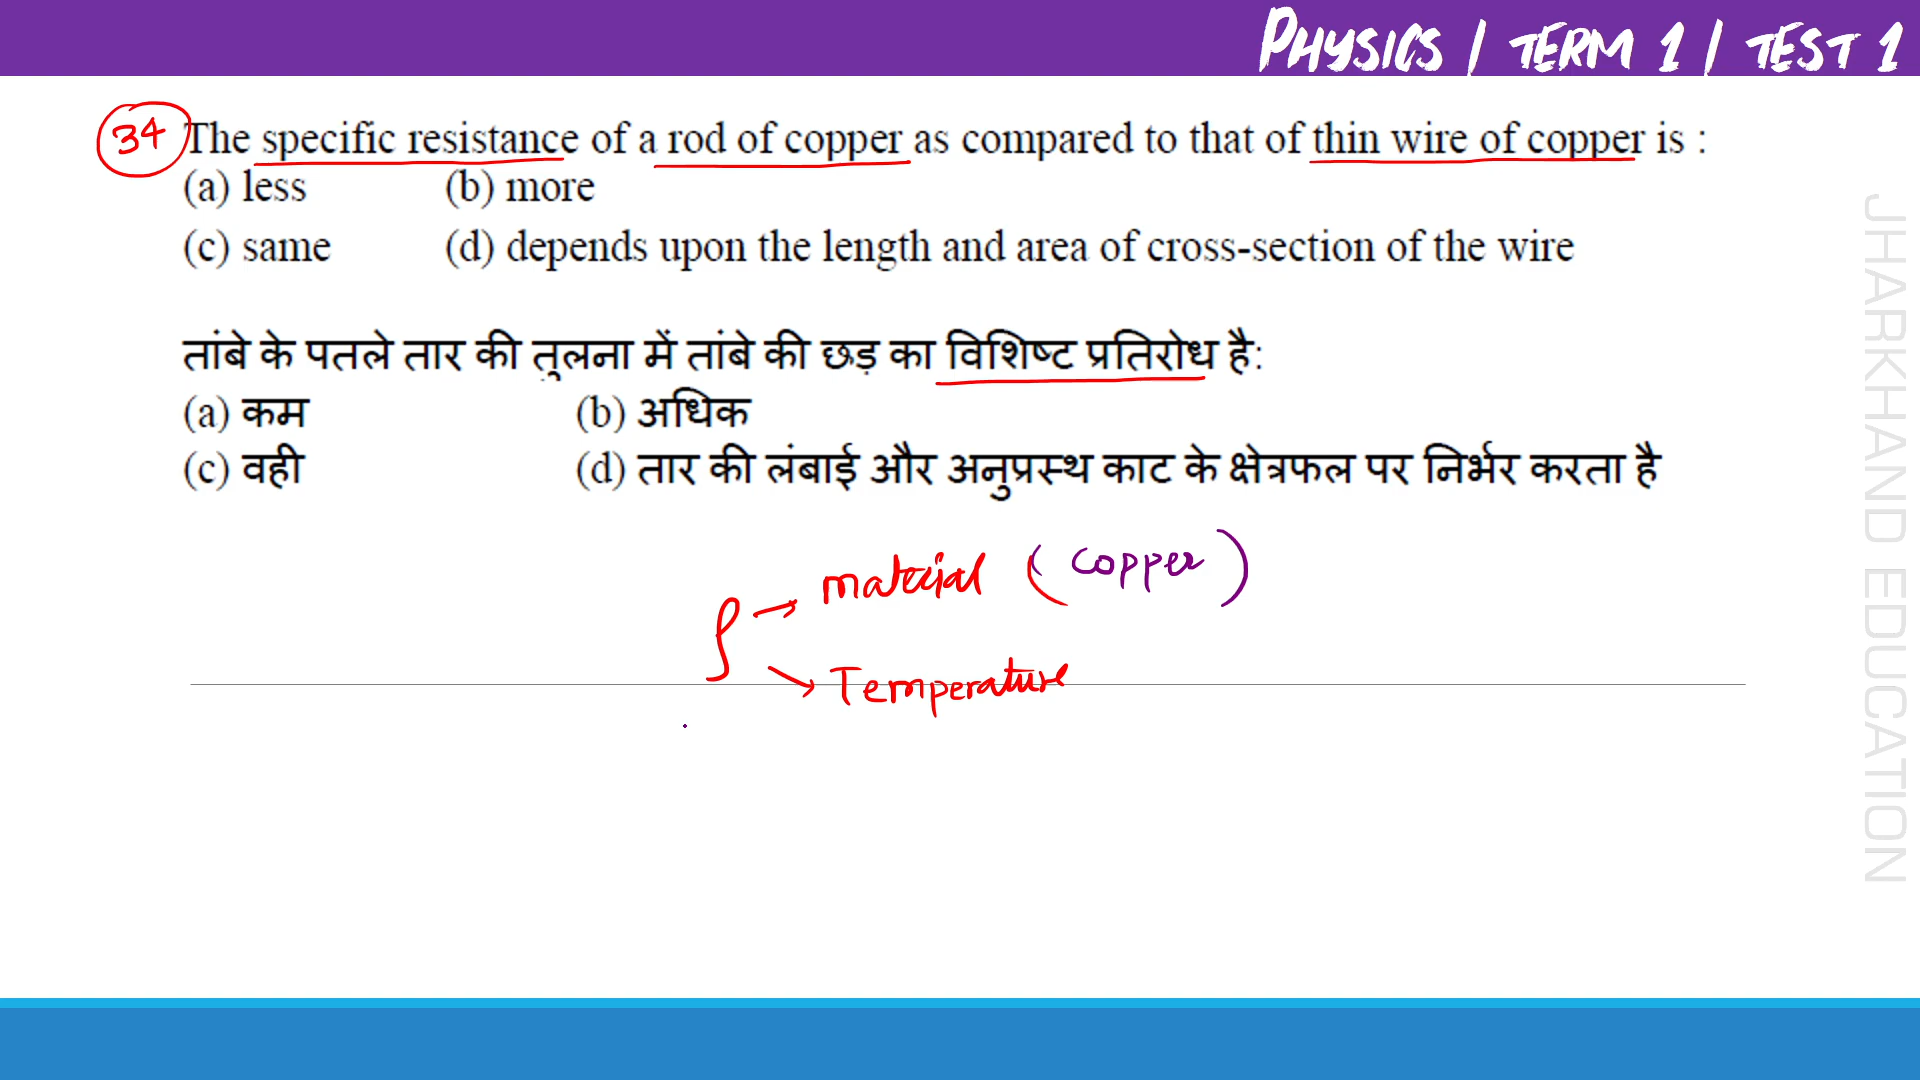 PHYSICS | TERM 1 | TEST 1
34 The specific resistance of a rod of copper as compared to that of thin wire of copper is :
(a) less (b) more
(c) same (d) depends upon the length and area of cross-section of the wire
तांबे के पतले तार की तुलना में तांबे की छड़ का विशिष्ट प्रतिरोध है:
(a) कम (b) अधिक
(c) वही (d) तार की लंबाई और अनुप्रस्थ काट के क्षेत्रफल पर निर्भर करता है
ρ → material (copper)
→ Temperature
JHARKHAND EDUCATION